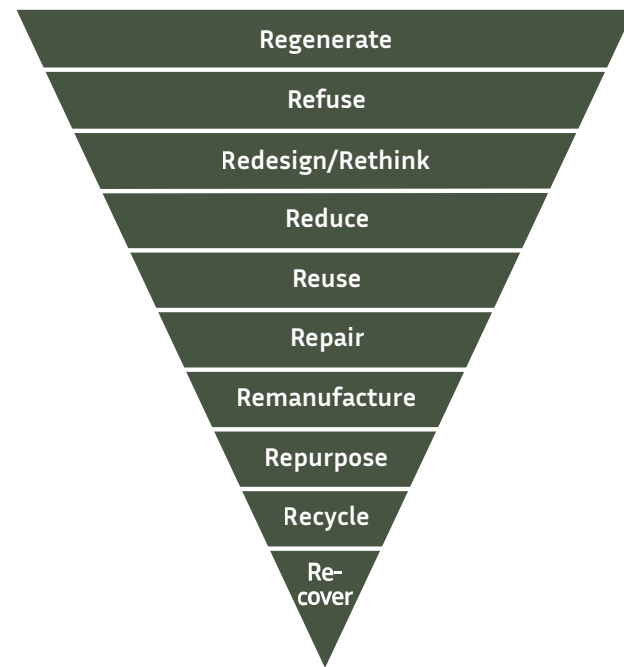 Regenerate
Refuse
Redesign/Rethink
Reduce
Reuse
Repair
Remanufacture
Repurpose
Recycle
Re-
cover